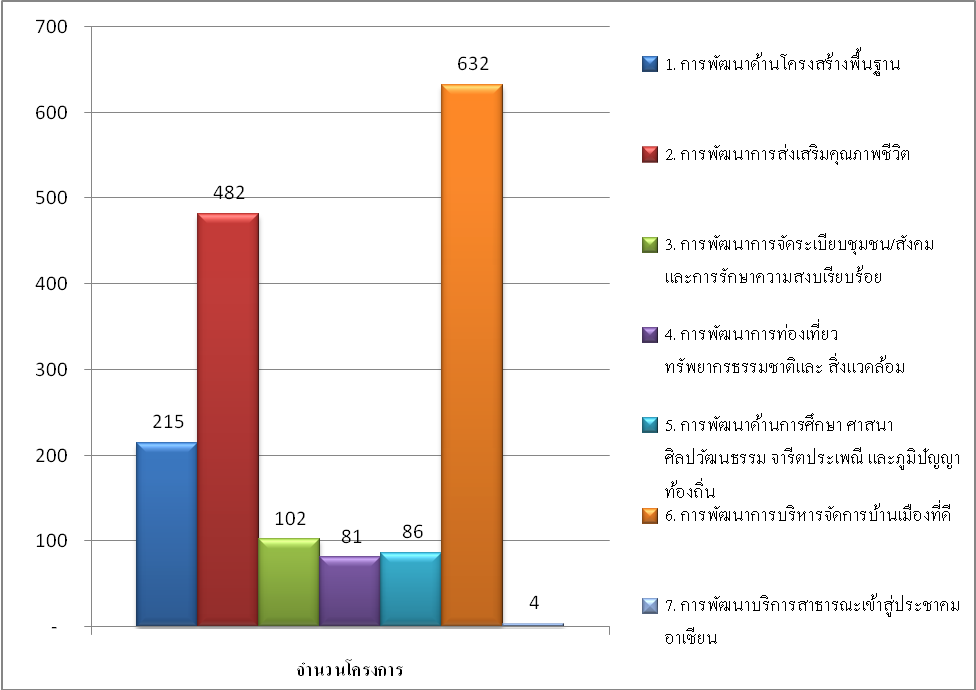 700
600
500
400
300
200
100
-
215
482
102
81
86
632
4
จำนวนโครงการ
1. การพัฒนาด้านโครงสร้างพื้นฐาน
2. การพัฒนาการส่งเสริมคุณภาพชีวิต
3. การพัฒนาการจัดระเบียบชุมชน/สังคม
และการรักษาความสงบเรียบร้อย
4. การพัฒนาการท่องเที่ยว
ทรัพยากรธรรมชาติและ สิ่งแวดล้อม
5. การพัฒนาด้านการศึกษา ศาสนา
ศิลปวัฒนธรรม จารีตประเพณี และภูมิปัญญา
ท้องถิ่น
6. การพัฒนาการบริหารจัดการบ้านเมืองที่ดี
7. การพัฒนาบริการสาธารณะเข้าสู่ประชาคม
อาเซียน